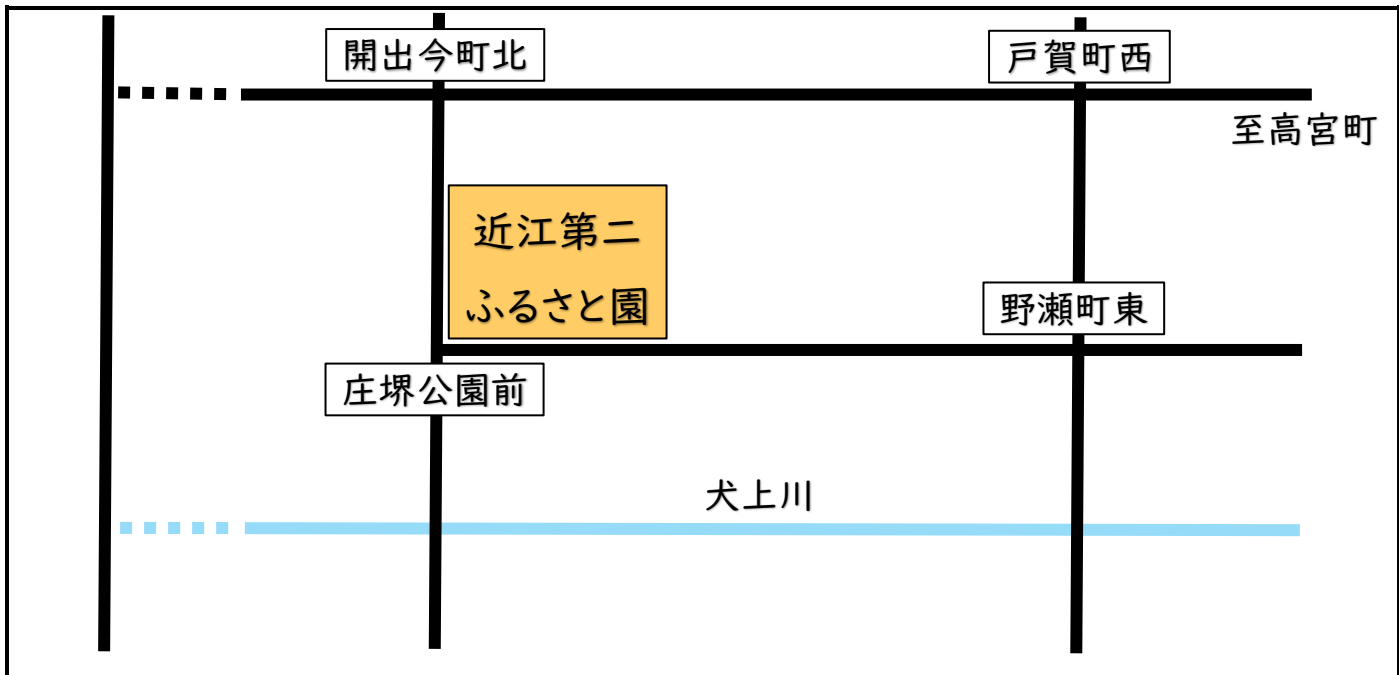 開出今町北
戸賀町西
至高宮町
近江第二
ふるさと園
野瀬町東
庄堺公園前
犬上川